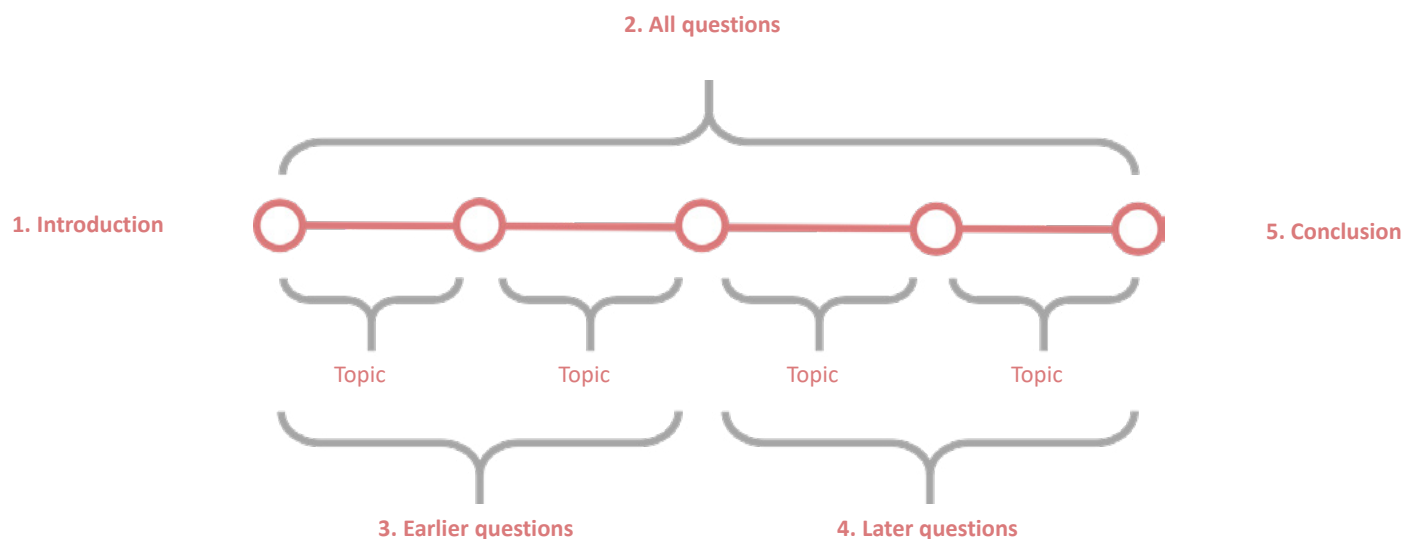 2. All questions
1. Introduction
5. Conclusion
Topic
Topic
Topic
Topic
3. Earlier questions
4. Later questions